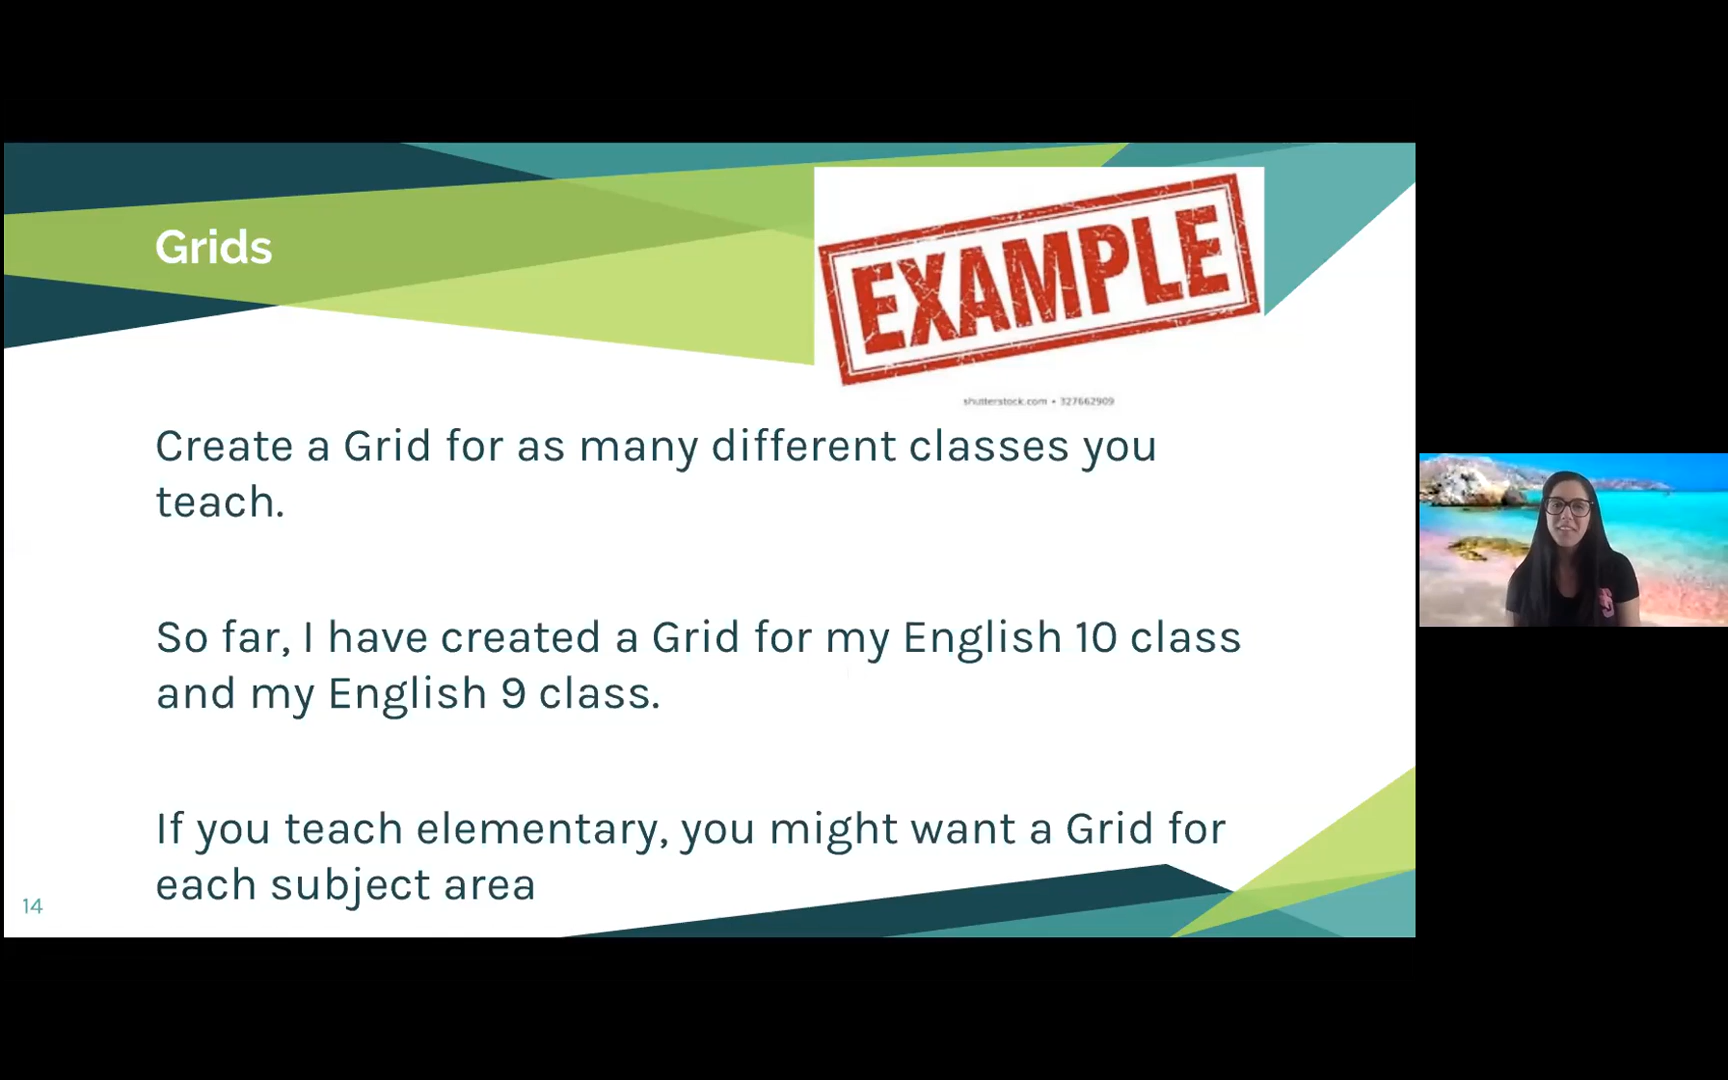 Grids
EXAMPLE
shutterstock.com • 327662909
Create a Grid for as many different classes you
teach.
So far, I have created a Grid for my English 10 class
and my English 9 class.
If you teach elementary, you might want a Grid for
each subject area
14